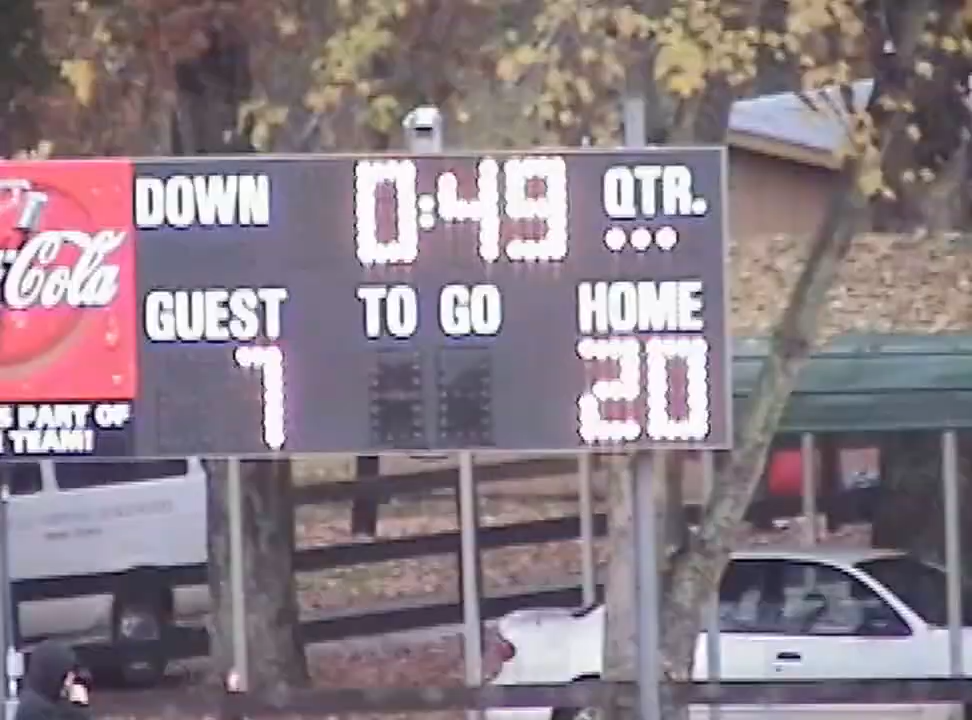 DOWN 0:49 QTR.
Cola
GUEST TO GO HOME
7 20
PART OF
TEAM!